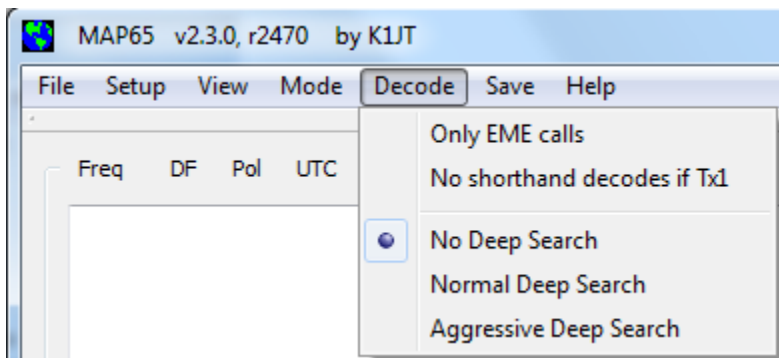 MAP65 v2.3.0, r2470 by K1JT
File Setup View Mode Decode Save Help
Only EME calls
Freq DF Pol UTC
No shorthand decodes if Tx1
No Deep Search
Normal Deep Search
Aggressive Deep Search